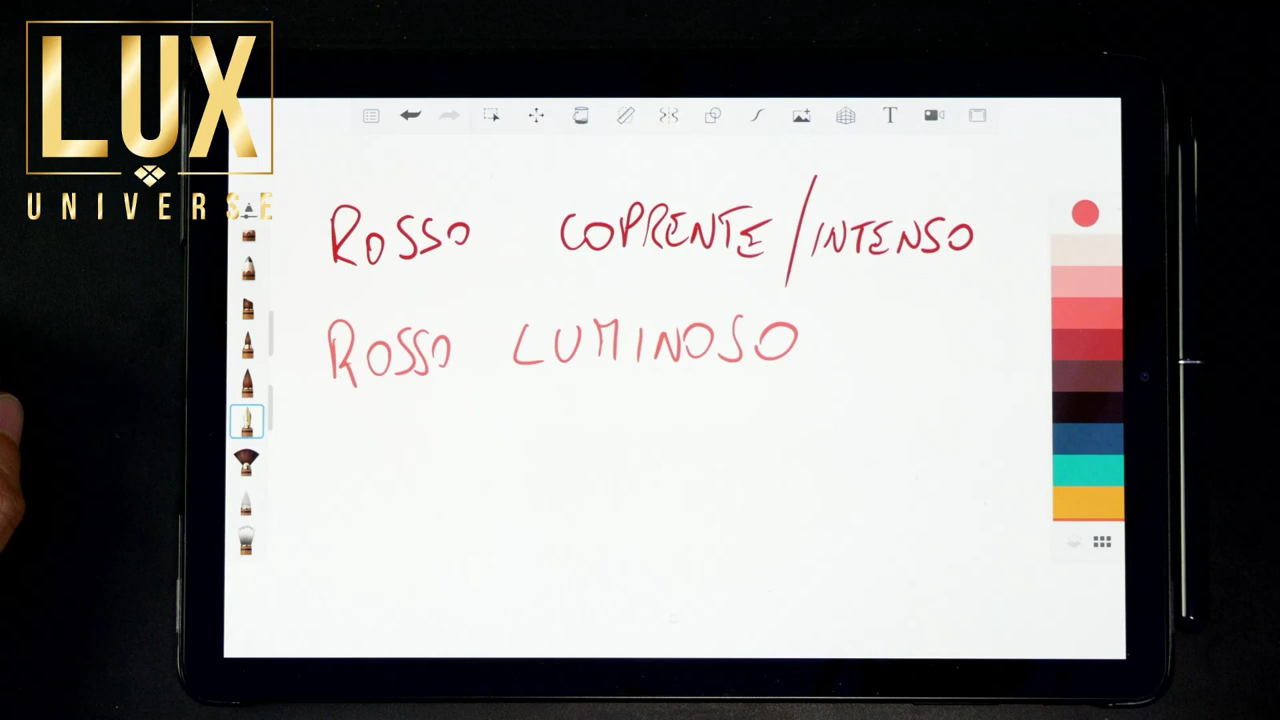 LUX
UNIVERSE
T
ROSSO COPRENTE/INTENSO
ROSSO LUMINOSO